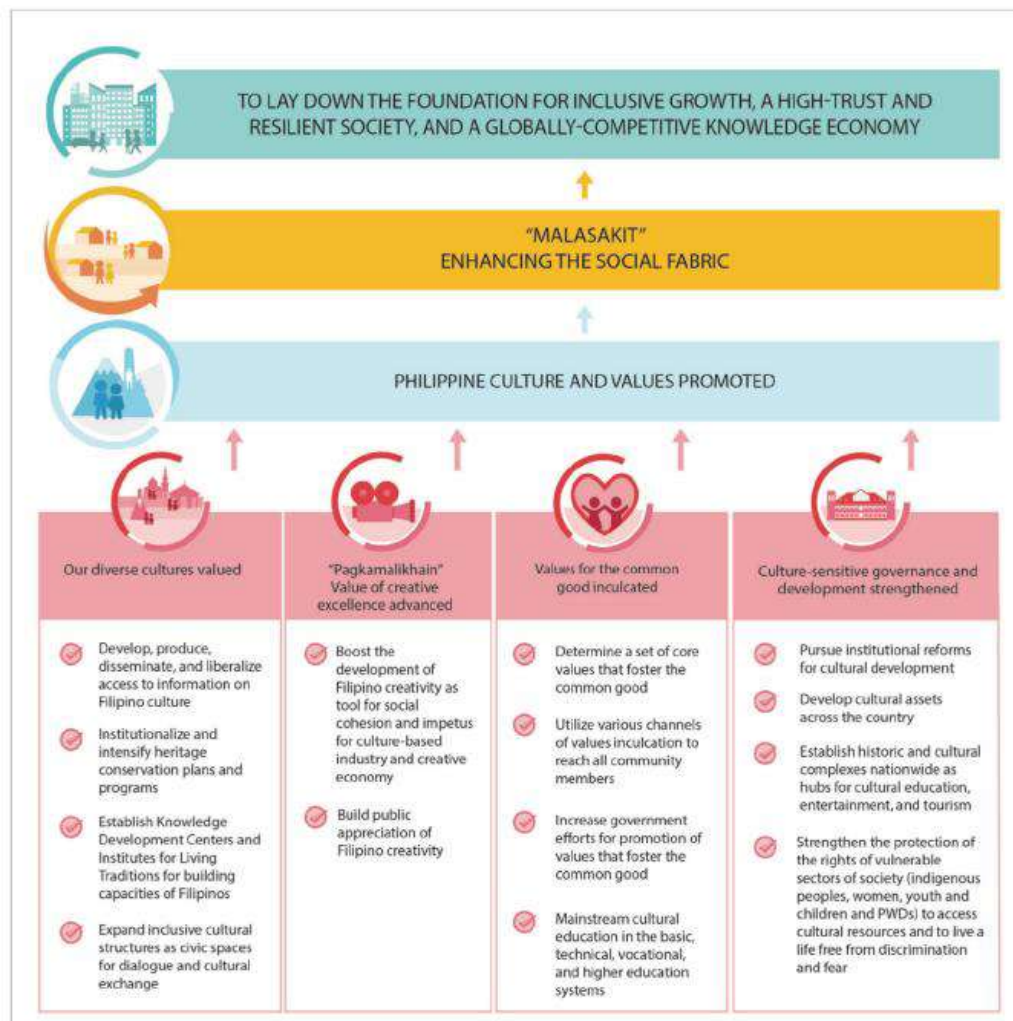 TO LAY DOWN THE FOUNDATION FOR INCLUSIVE GROWTH, A HIGH-TRUST AND
RESILIENT SOCIETY, AND A GLOBALLY-COMPETITIVE KNOWLEDGE ECONOMY
“MALASAKIT”
ENHANCING THE SOCIAL FABRIC
PHILIPPINE CULTURE AND VALUES PROMOTED
Our diverse cultures valued
Develop, produce,
disseminate, and liberalize
access to information on
Filipino culture
Institutionalize and
intensify heritage
conservation plans and
programs
Establish Knowledge
Development Centers and
Institutes for Living
Traditions for building
capacities of Filipinos
Expand inclusive cultural
structures as civic spaces
for dialogue and cultural
exchange
“Pagkamalikhain”
Value of creative
excellence advanced
Boost the
development of
Filipino creativity as
tool for social
cohesion and impetus
for culture-based
industry and creative
economy
Build public
appreciation of
Filipino creativity
Values for the common
good inculcated
Determine a set of core
values that foster the
common good
Utilize various channels
of values inculcation to
reach all community
members
Increase government
efforts for promotion of
values that foster the
common good
Mainstream cultural
education in the basic,
technical, vocational,
and higher education
systems
Culture-sensitive governance and
development strengthened
Pursue institutional reforms
for cultural development
Develop cultural assets
across the country
Establish historic and cultural
complexes nationwide as
hubs for cultural education,
entertainment, and tourism
Strengthen the protection of
the rights of vulnerable
sectors of society (indigenous
peoples, women, youth and
children and PWDs) to access
cultural resources and to live a
life free from discrimination
and fear